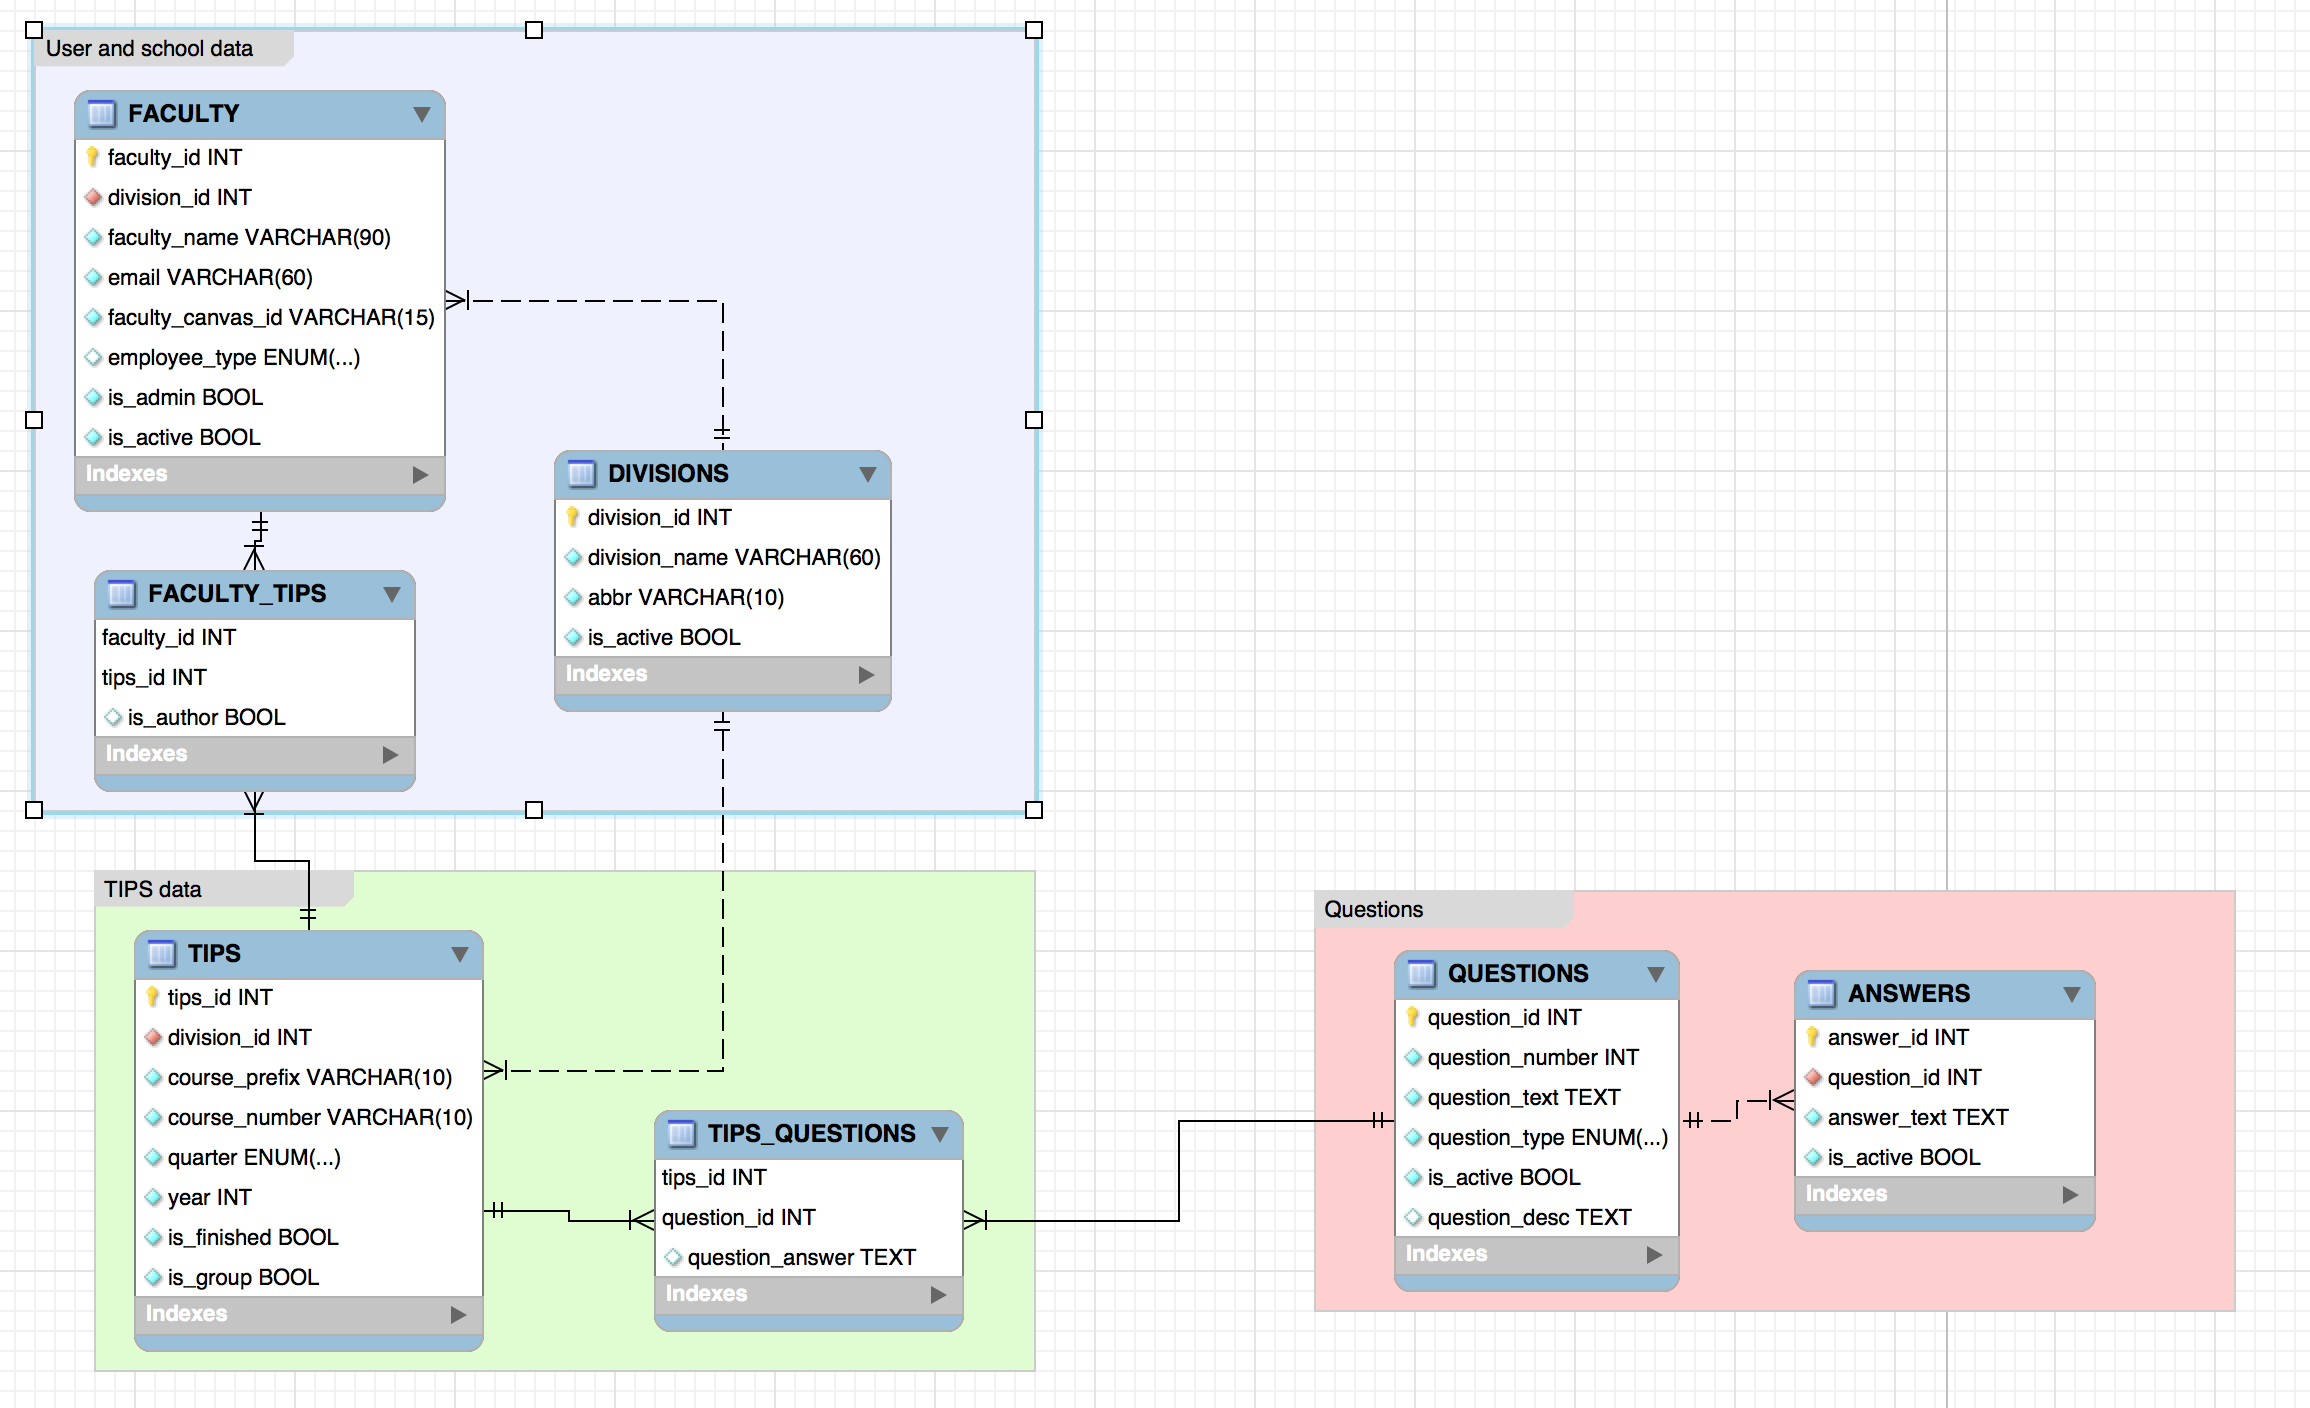 User and school data
FACULTY
faculty_id INT
division_id INT
faculty_name VARCHAR(90)
email VARCHAR(60)
faculty_canvas_id VARCHAR(15)
employee_type ENUM(...)
is_admin BOOL
is_active BOOL
Indexes
DIVISIONS
division_id INT
division_name VARCHAR(60)
abbr VARCHAR(10)
is_active BOOL
Indexes
FACULTY_TIPS
faculty_id INT
tips_id INT
is_author BOOL
Indexes
TIPS data
TIPS
tips_id INT
division_id INT
course_prefix VARCHAR(10)
course_number VARCHAR(10)
quarter ENUM(...)
year INT
is_finished BOOL
is_group BOOL
Indexes
TIPS_QUESTIONS
tips_id INT
question_id INT
question_answer TEXT
Indexes
Questions
QUESTIONS
question_id INT
question_number INT
question_text TEXT
question_type ENUM(...)
is_active BOOL
question_desc TEXT
Indexes
ANSWERS
answer_id INT
question_id INT
answer_text TEXT
is_active BOOL
Indexes